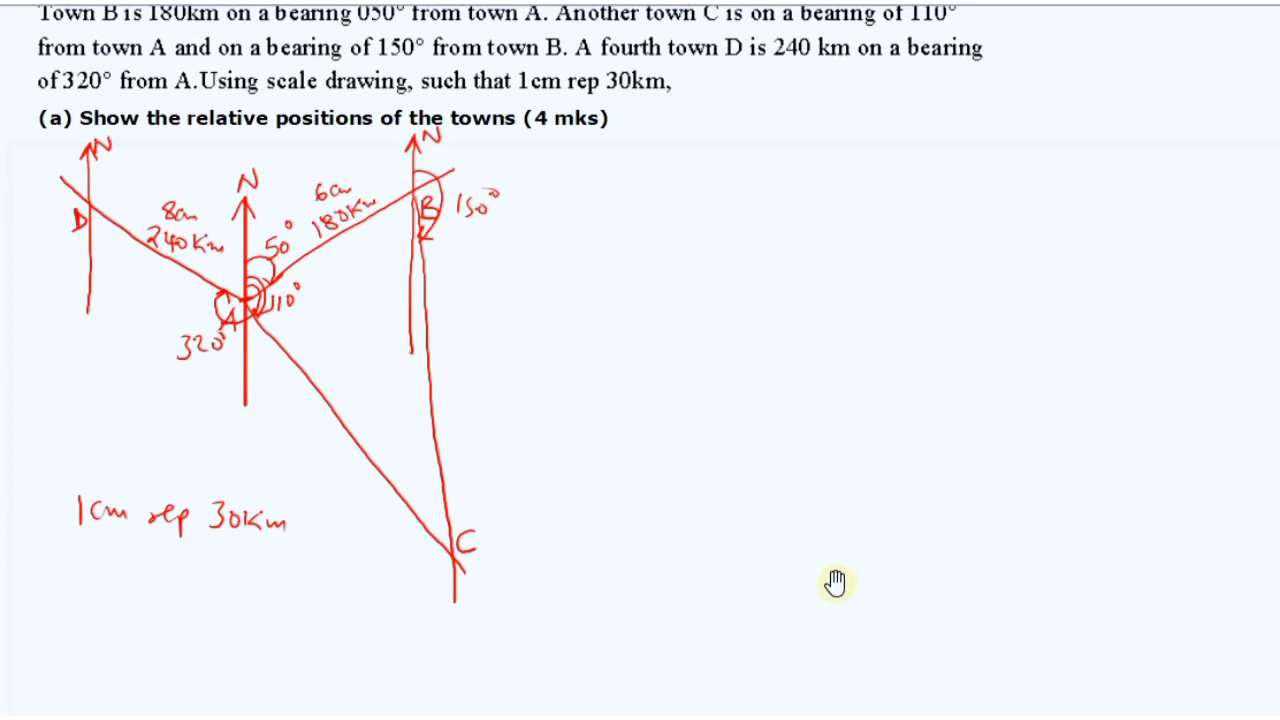 Town B is 180km on a bearing 050° from town A. Another town C is on a bearing of 110°
from town A and on a bearing of 150° from town B. A fourth town D is 240 km on a bearing
of320° from A.Using scale drawing, such that 1cm rep 30km,
(a) Show the relative positions of the towns (4 mks)
N
N
N
6cm
180Km
B
150°
8cm
240Km
D
50°
110°
A
320°
1cm rep 30Km
C